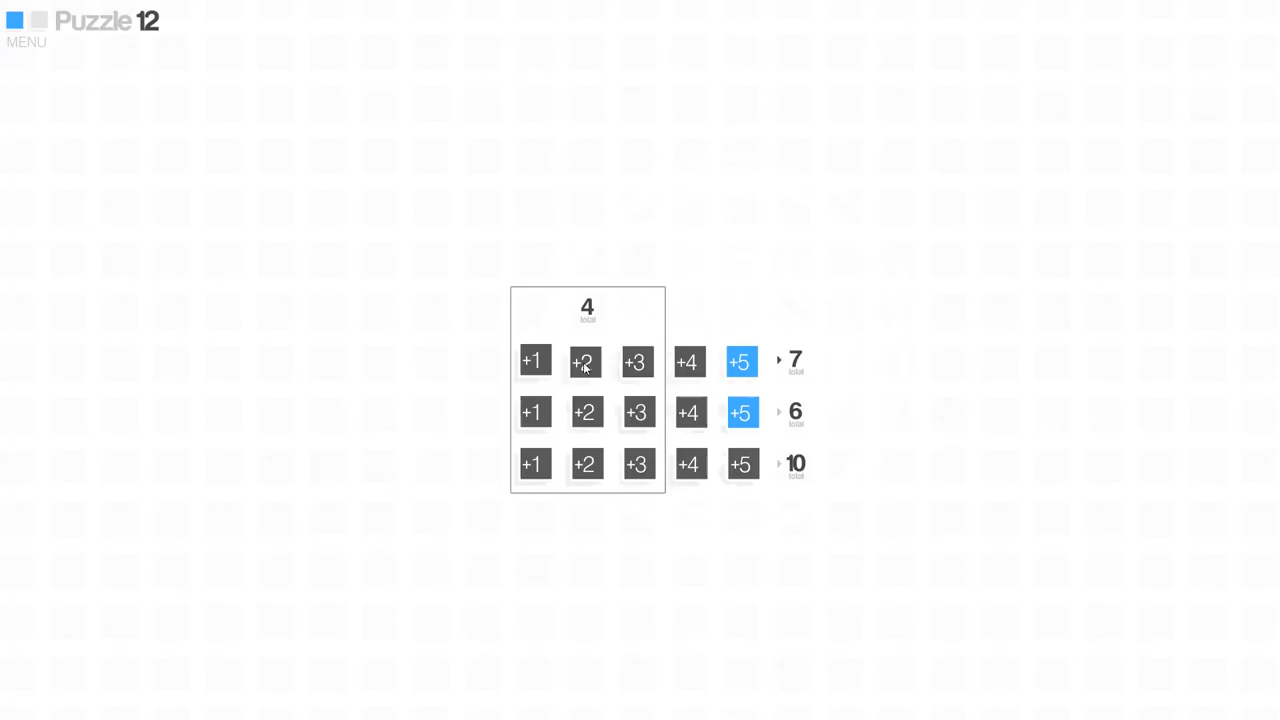 Puzzle 12
MENU
4
total
+1 +2 +3 +4 +5 7
total
+1 +2 +3 +4 +5 6
total
+1 +2 +3 +4 +5 10
total